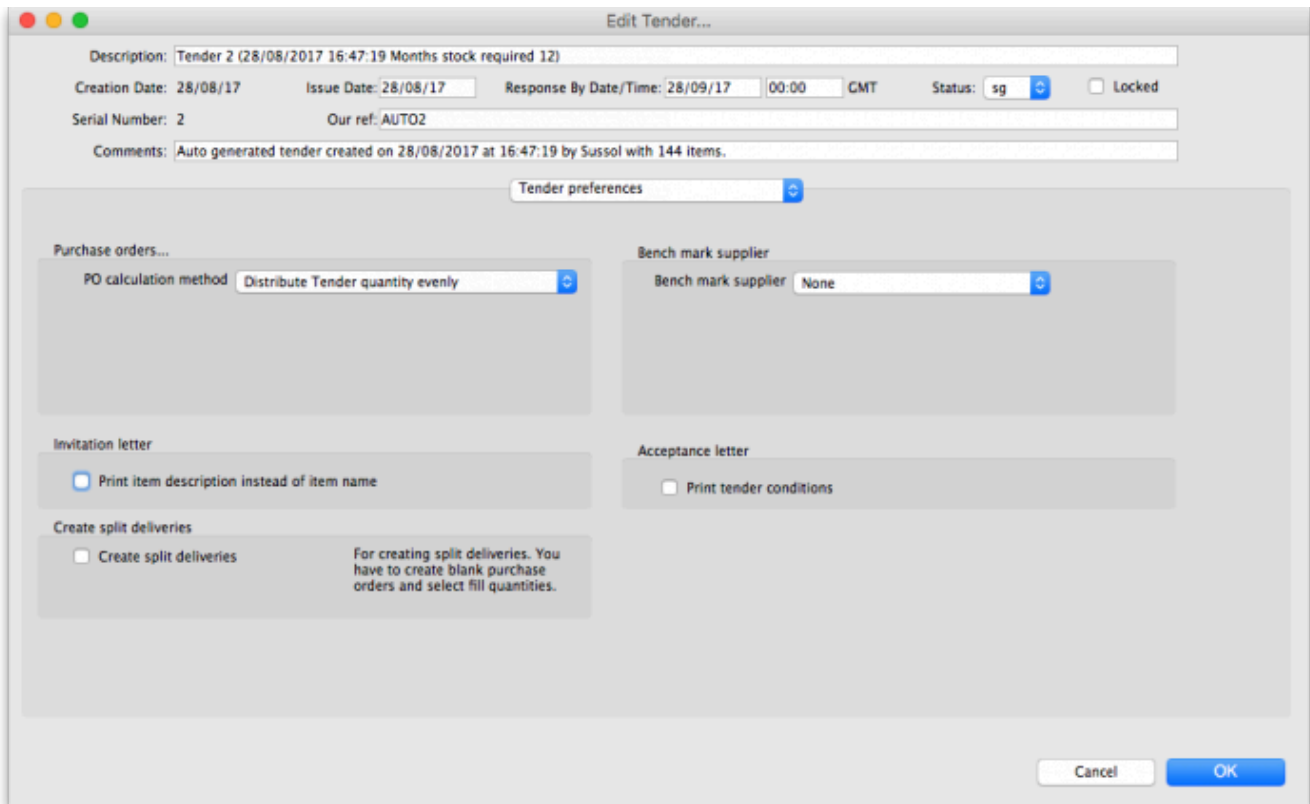 Edit Tender...
Description: Tender 2 (28/08/2017 16:47:19 Months stock required 12)
Creation Date: 28/08/17 Issue Date: 28/08/17 Response By Date/Time: 28/09/17 00:00 GMT Status: sg Locked
Serial Number: 2 Our ref: AUTO2
Comments: Auto generated tender created on 28/08/2017 at 16:47:19 by Sussol with 144 items.
Tender preferences
Purchase orders...
PO calculation method Distribute Tender quantity evenly
Bench mark supplier
Bench mark supplier None
Invitation letter
Print item description instead of item name
Acceptance letter
Print tender conditions
Create split deliveries
Create split deliveries
For creating split deliveries. You
have to create blank purchase
orders and select fill quantities.
Cancel OK